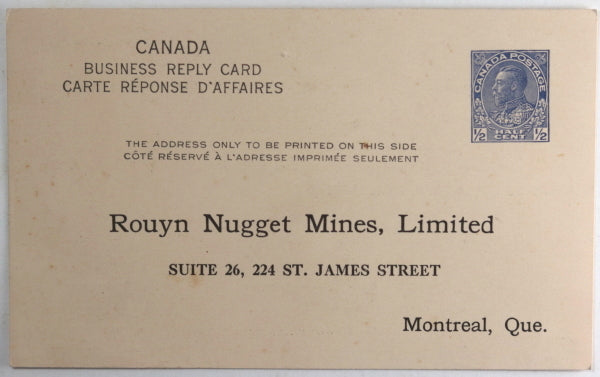 CANADA
BUSINESS REPLY CARD
CARTE RÉPONSE D'AFFAIRES
CANADA POSTAGE
½ HALF CENT ½
THE ADDRESS ONLY TO BE PRINTED ON THIS SIDE
CÔTÉ RÉSERVÉ À L'ADRESSE IMPRIMÉE SEULEMENT
Rouyn Nugget Mines, Limited
SUITE 26, 224 ST. JAMES STREET
Montreal, Que.